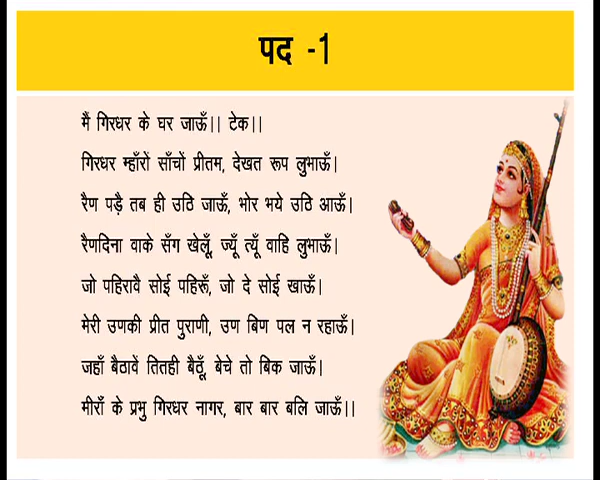 पद -1
मैं गिरधर के घर जाऊँ।। टेक।।
गिरधर म्हाँरों साँचों प्रीतम, देखत रूप लुभाऊँ।
रैण पड़ै तब ही उठि जाऊँ, भोर भये उठि आऊँ।
रैणदिना वाके सँग खेलूँ, ज्यूँ त्यूँ वाहि लुभाऊँ।
जो पहिरावै सोई पहिरूँ, जो दे सोई खाऊँ।
मेरी उणकी प्रीत पुराणी, उण बिण पल न रहाऊँ।
जहाँ बैठावें तितही बैठूँ, बेचे तो बिक जाऊँ।
मीराँ के प्रभु गिरधर नागर, बार बार बलि जाऊँ।।